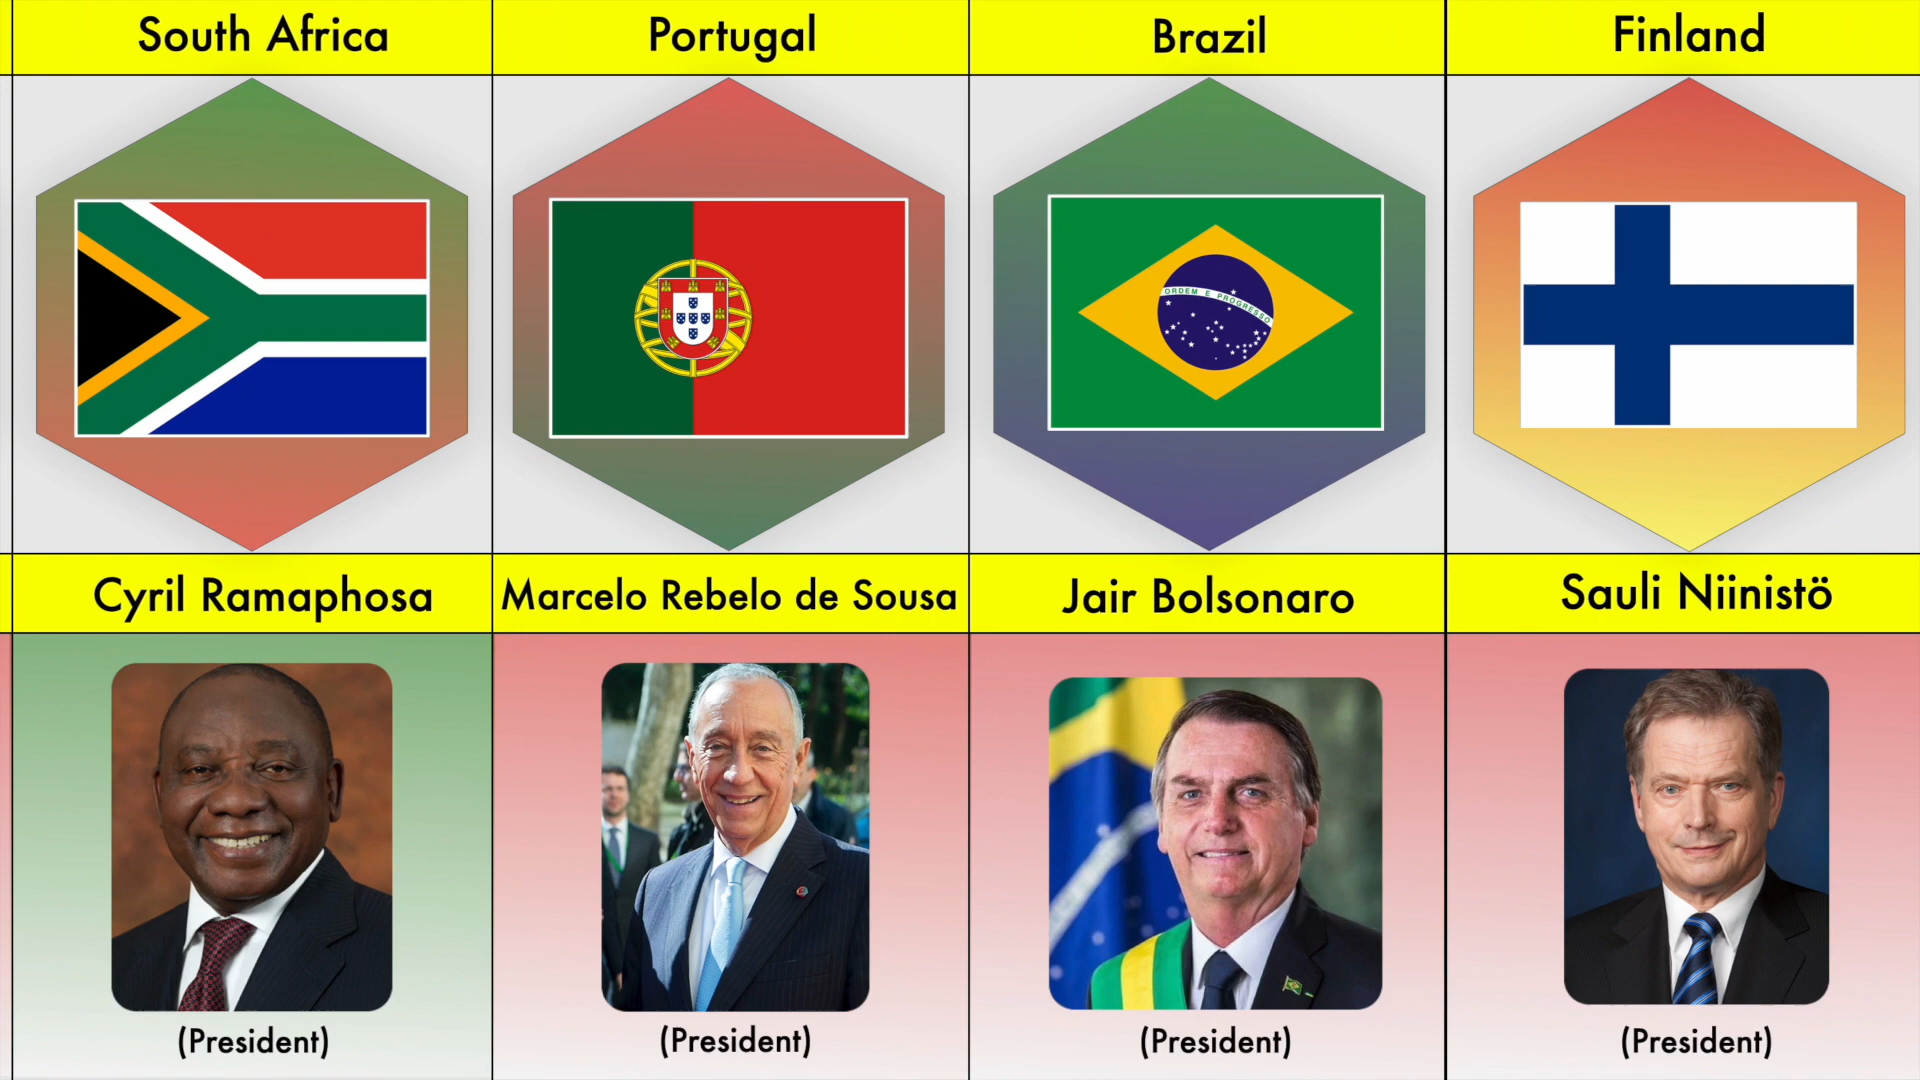 South Africa
Portugal
Brazil
Finland
ORDEM E PROGRESSO
Cyril Ramaphosa
Marcelo Rebelo de Sousa
Jair Bolsonaro
Sauli Niinistö
(President)
(President)
(President)
(President)